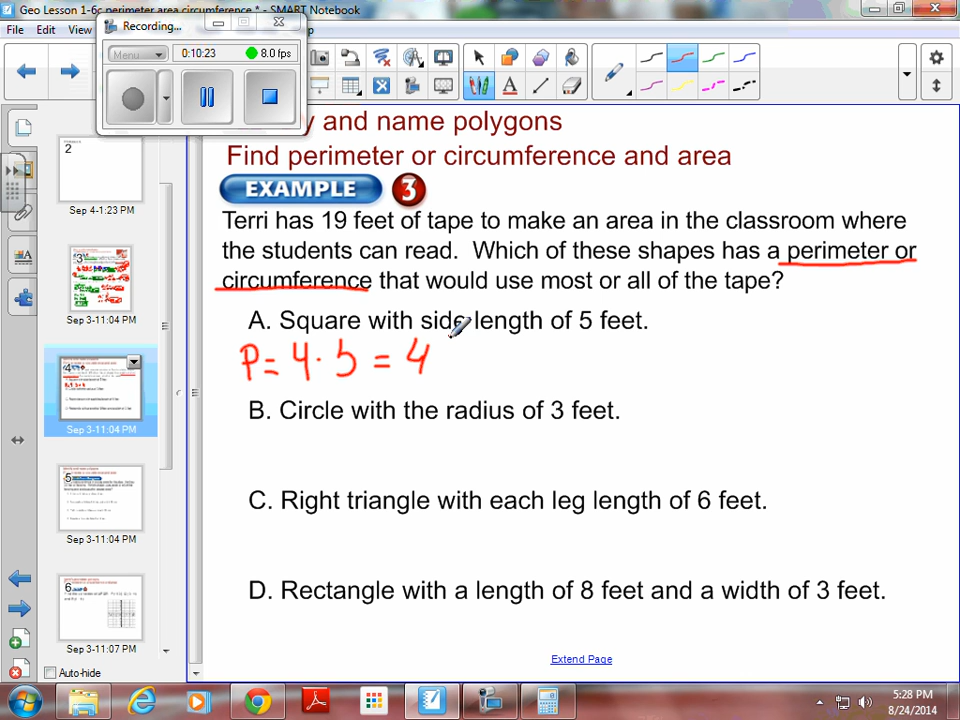 Geo Lesson 1-6c perimeter area circumference * - SMART Notebook
File Edit View
Recording...
Menu 0:10:23 8.0 fps
y and name polygons
Find perimeter or circumference and area
EXAMPLE 3
Terri has 19 feet of tape to make an area in the classroom where
the students can read. Which of these shapes has a perimeter or
circumference that would use most or all of the tape?
A. Square with side length of 5 feet.
P = 4 · 5 = 4
B. Circle with the radius of 3 feet.
C. Right triangle with each leg length of 6 feet.
D. Rectangle with a length of 8 feet and a width of 3 feet.
Extend Page
2
Sep 4-1:23 PM
3
Sep 3-11:04 PM
4
Sep 3-11:04 PM
5
Sep 3-11:04 PM
6
Sep 3-11:07 PM
Auto-hide
5:28 PM
8/24/2014